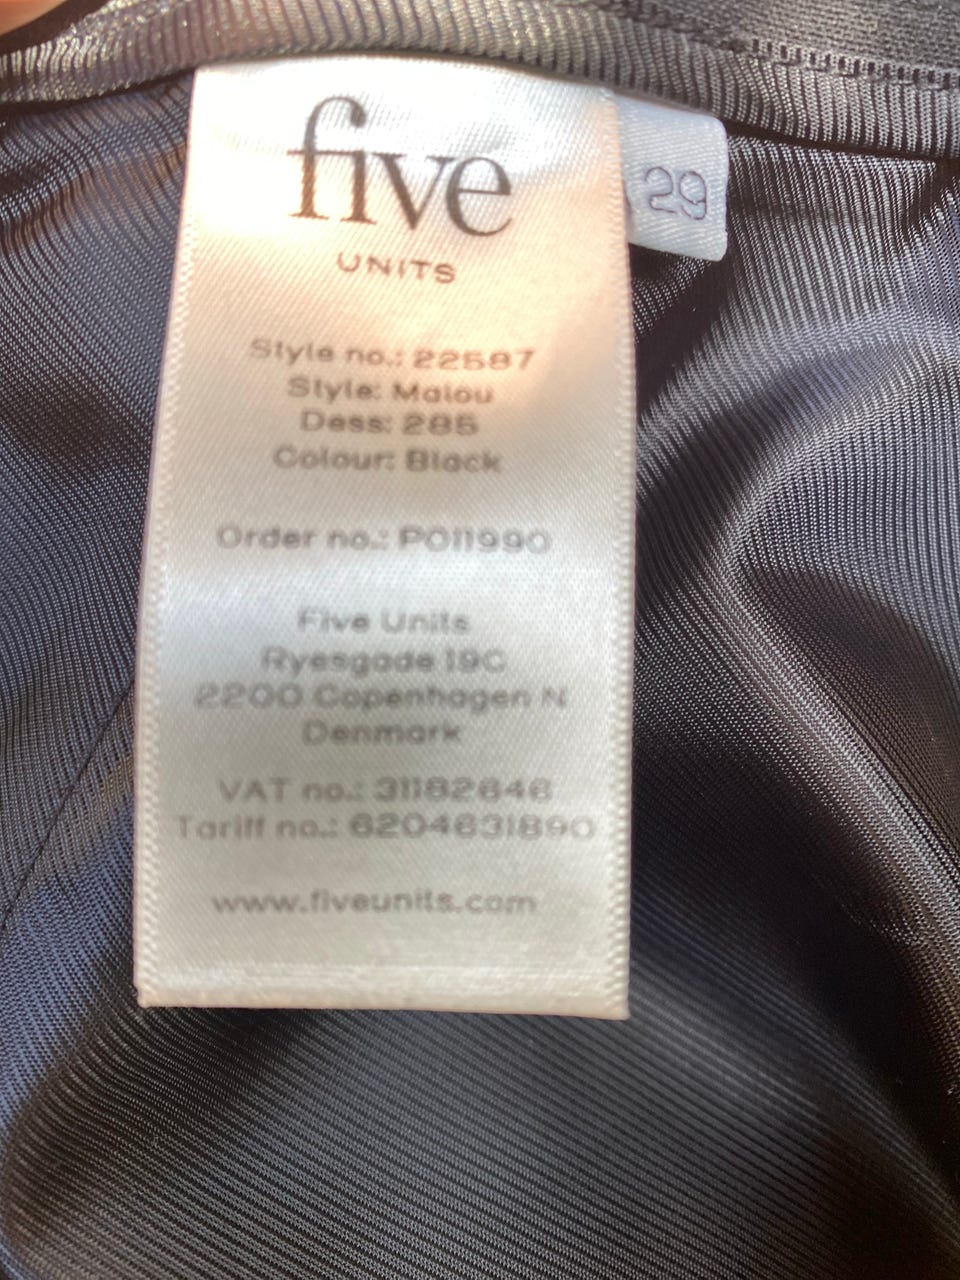 five
UNITS
29
Style no.: 22587
Style: Malou
Dess: 285
Colour: Black
Order no.: PO11990
Five Units
Ryesgade 19C
2200 Copenhagen N
Denmark
VAT no.: 31182646
Tariff no.: 6204631890
www.fiveunits.com